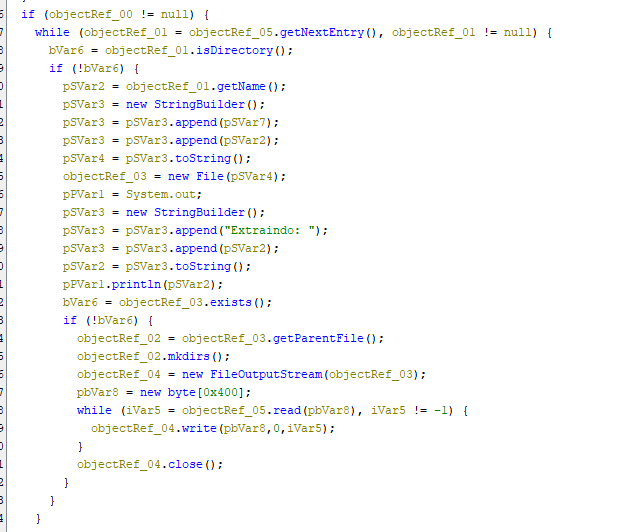 if (objectRef_00 != null) {
while (objectRef_01 = objectRef_05.getNextEntry(), objectRef_01 != null) {
bVar6 = objectRef_01.isDirectory();
if (!bVar6) {
pSVar2 = objectRef_01.getName();
pSVar3 = new StringBuilder();
pSVar3 = pSVar3.append(pSVar7);
pSVar3 = pSVar3.append(pSVar2);
pSVar4 = pSVar3.toString();
objectRef_03 = new File(pSVar4);
pPVar1 = System.out;
pSVar3 = new StringBuilder();
pSVar3 = pSVar3.append("Extraindo: ");
pSVar3 = pSVar3.append(pSVar2);
pSVar2 = pSVar3.toString();
pPVar1.println(pSVar2);
bVar6 = objectRef_03.exists();
if (!bVar6) {
objectRef_02 = objectRef_03.getParentFile();
objectRef_02.mkdirs();
objectRef_04 = new FileOutputStream(objectRef_03);
pbVar8 = new byte[0x400];
while (iVar5 = objectRef_05.read(pbVar8), iVar5 != -1) {
objectRef_04.write(pbVar8,0,iVar5);
}
objectRef_04.close();
}
}
}